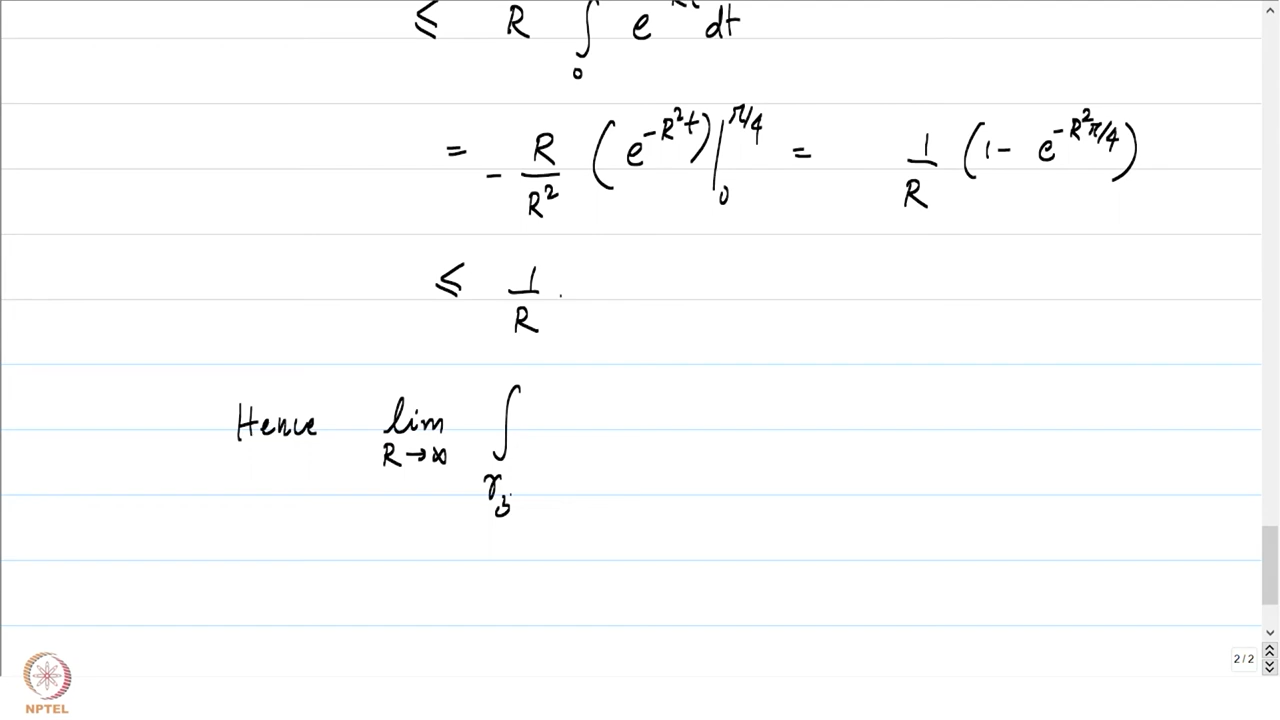 ≤ R ∫₀ e dt
= - R/R² (e^{-R²t}) |₀^{π/4} = 1/R (1 - e^{-R²π/4})
≤ 1/R .
Hence lim_{R→∞} ∫_{γ₃}
2 / 2
NPTEL